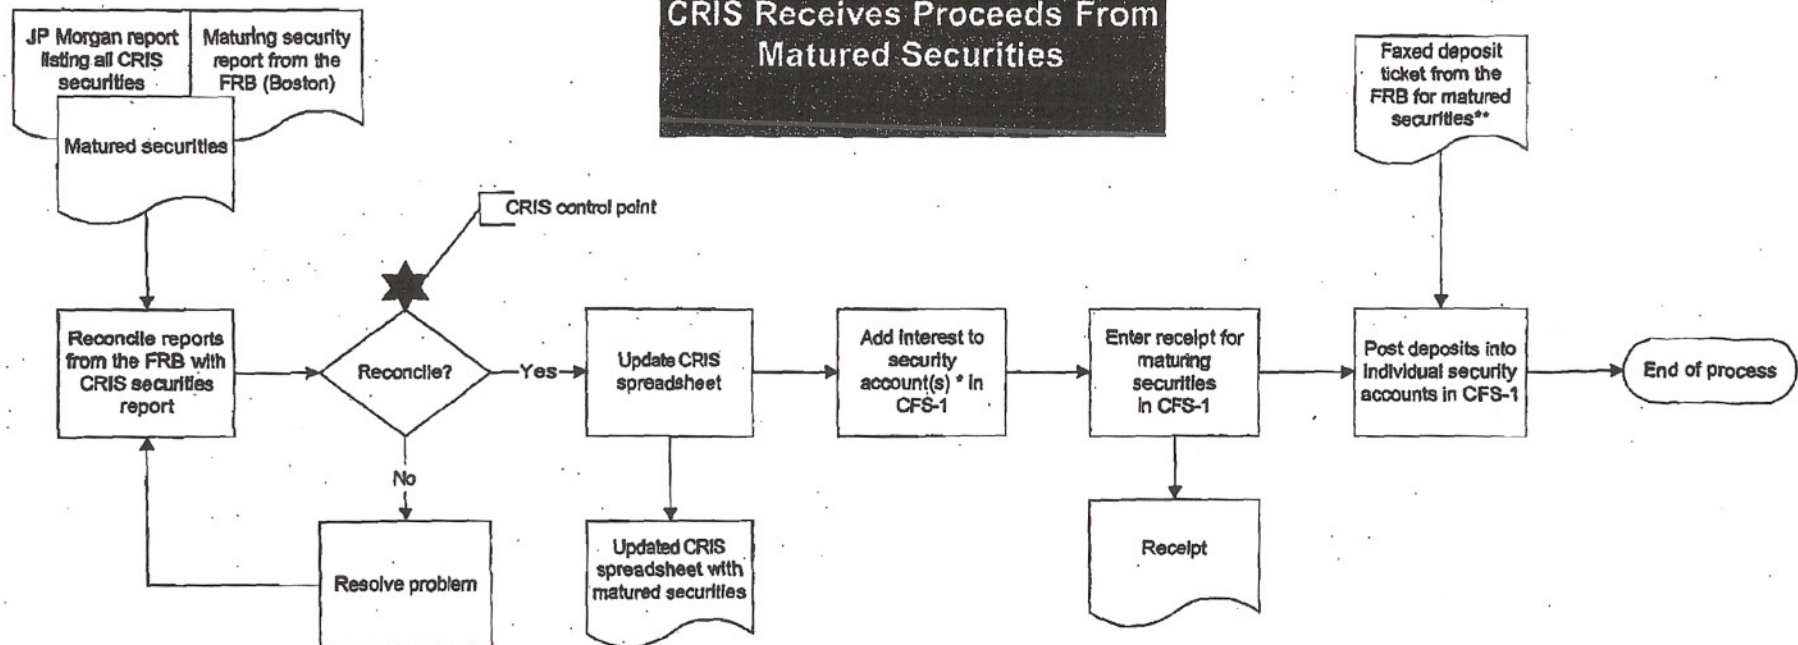 CRIS Receives Proceeds From
Matured Securities
JP Morgan report
listing all CRIS
securities
Maturing security
report from the
FRB (Boston)
Matured securities
Faxed deposit
ticket from the
FRB for matured
securities**
CRIS control point
Reconcile reports
from the FRB with
CRIS securities
report
Reconcile?
Yes
Update CRIS
spreadsheet
Add interest to
security
account(s) * in
CFS-1
Enter receipt for
maturing
securities
in CFS-1
Post deposits into
individual security
accounts in CFS-1
End of process
No
Resolve problem
Updated CRIS
spreadsheet with
matured securities
Receipt